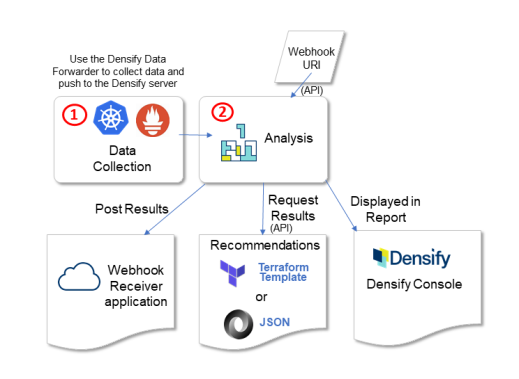 Use the Densify Data
Forwarder to collect data and
push to the Densify server
Webhook
URI
(API)
1
Data
Collection
2
Analysis
Post Results
Request
Results
(API)
Displayed in
Report
Webhook
Receiver
application
Recommendations
Terraform
Template
or
JSON
Densify
Densify Console